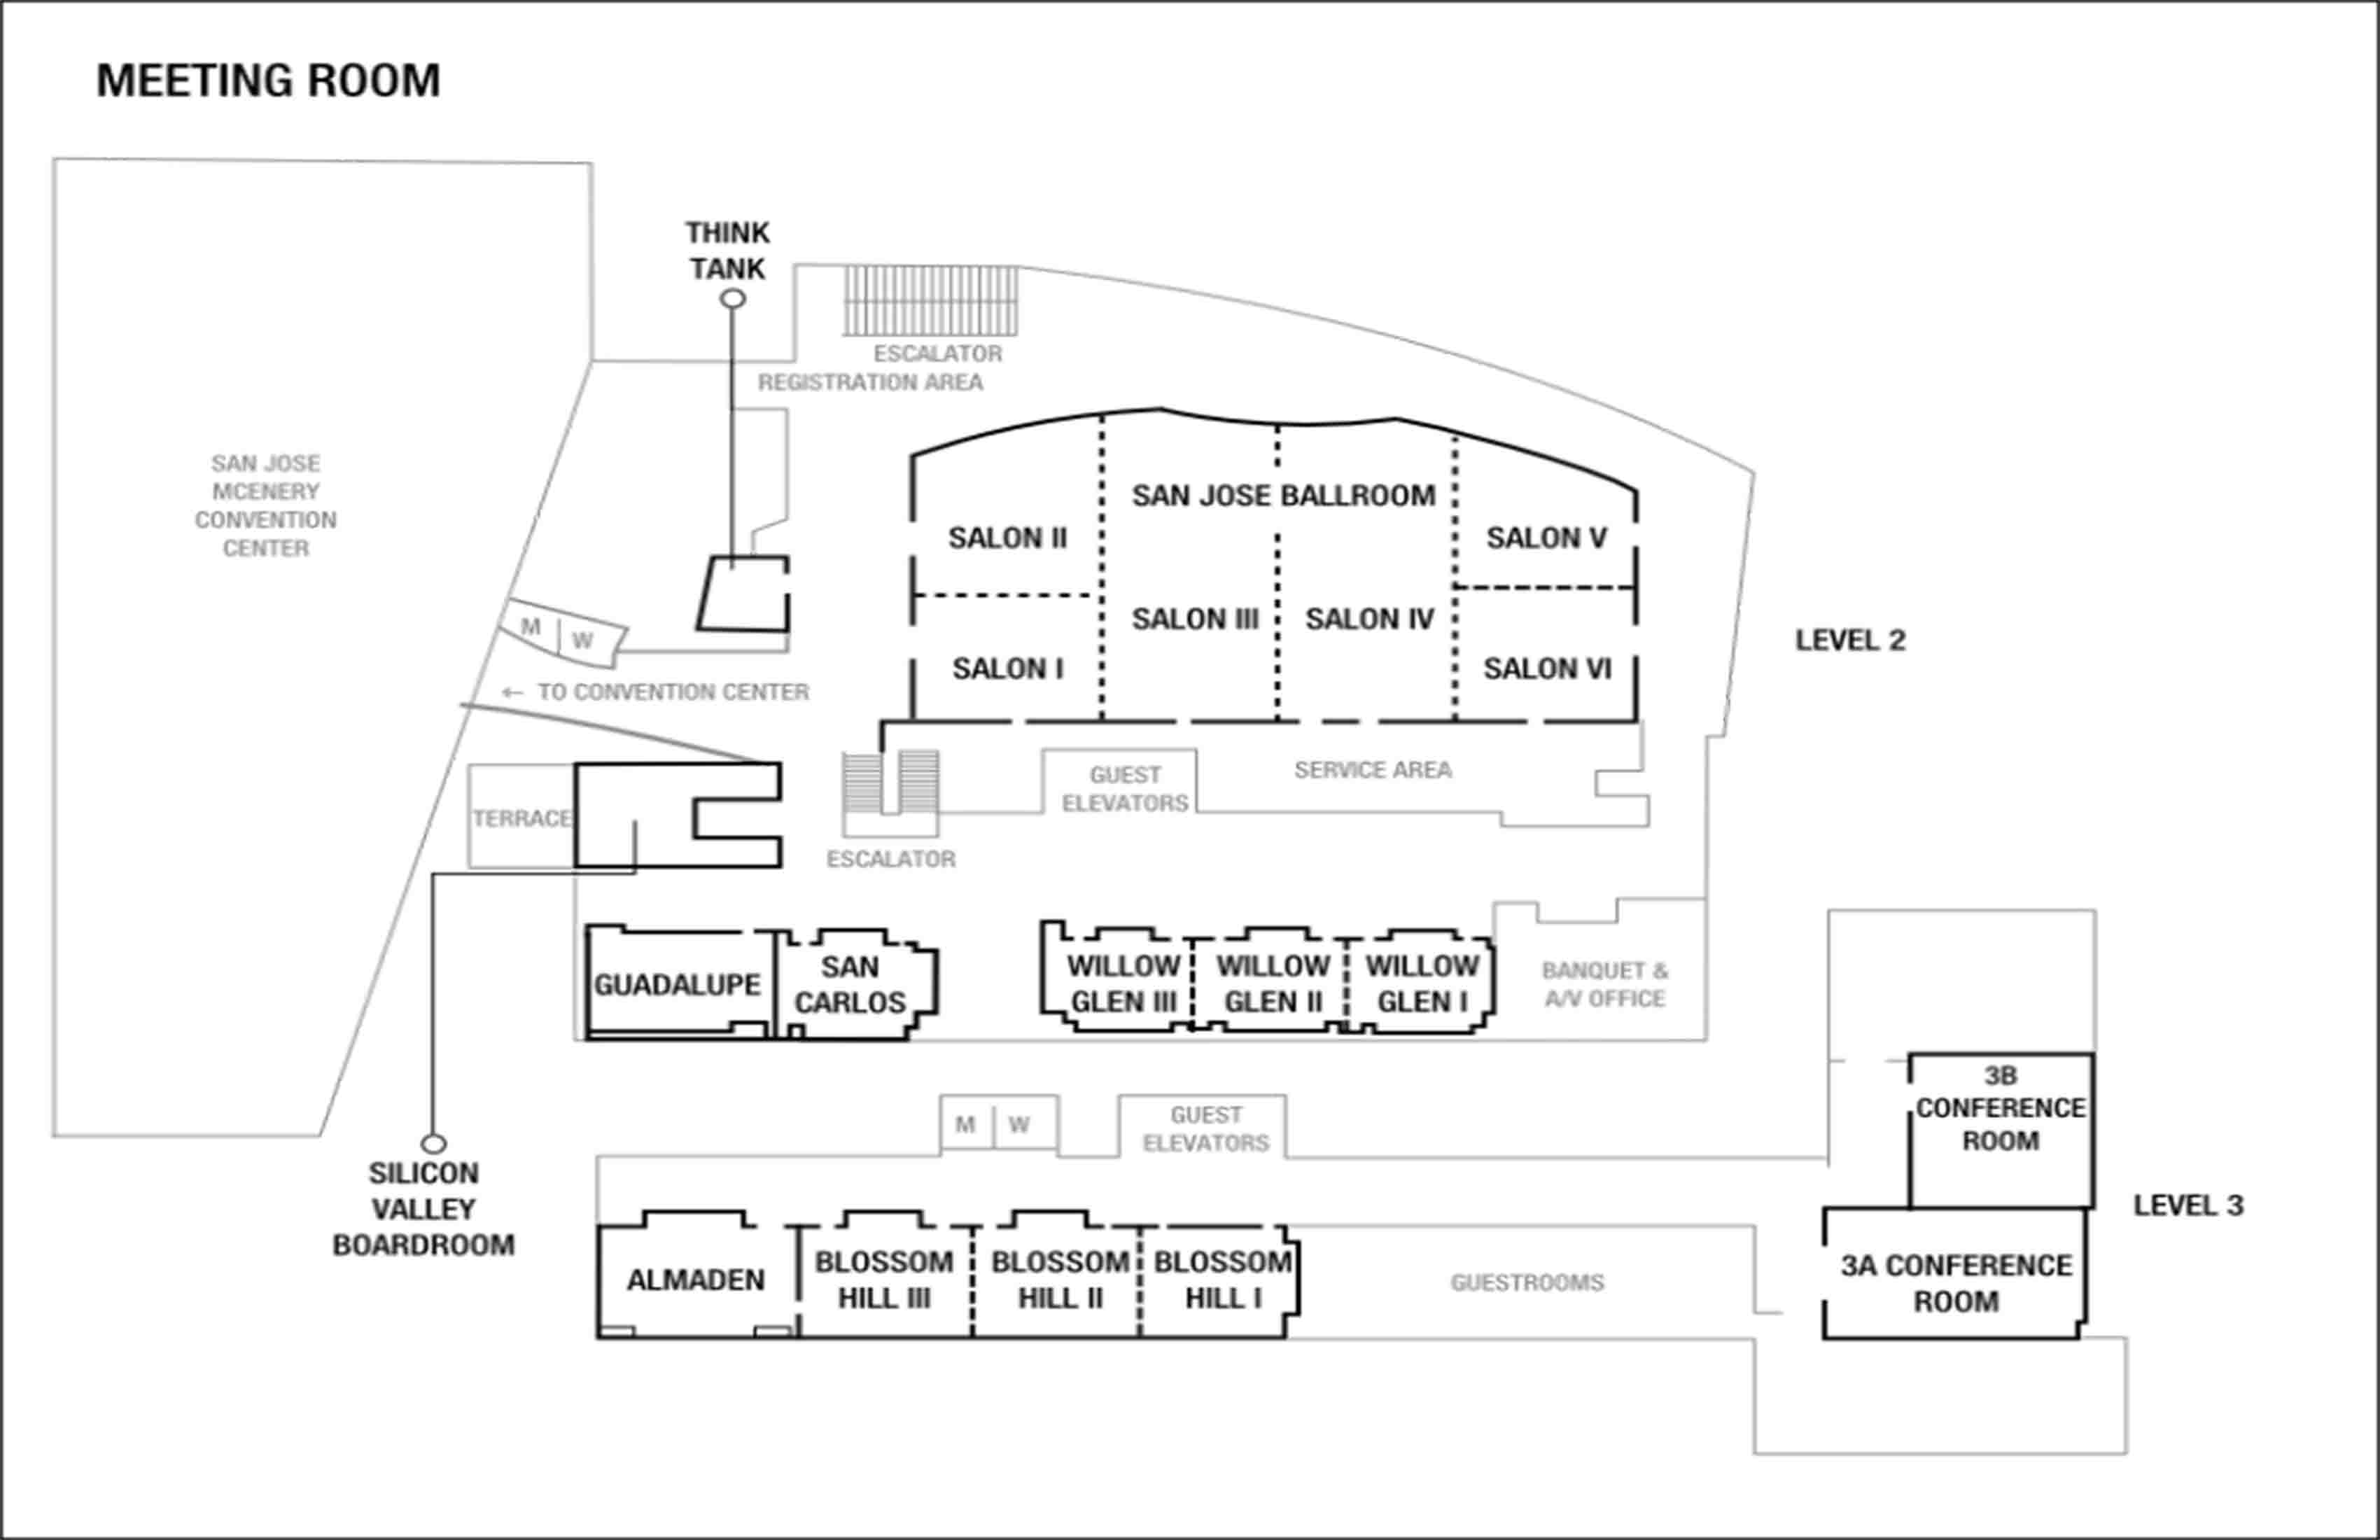 MEETING ROOM
THINK
TANK
ESCALATOR
REGISTRATION AREA
SAN JOSE
MCENERY
CONVENTION
CENTER
SAN JOSE BALLROOM
SALON II
SALON V
SALON III
SALON IV
SALON I
SALON VI
LEVEL 2
M
W
← TO CONVENTION CENTER
TERRACE
GUEST
ELEVATORS
SERVICE AREA
ESCALATOR
GUADALUPE
SAN
CARLOS
WILLOW
GLEN III
WILLOW
GLEN II
WILLOW
GLEN I
BANQUET &
A/V OFFICE
3B
CONFERENCE
ROOM
M
W
GUEST
ELEVATORS
SILICON
VALLEY
BOARDROOM
LEVEL 3
ALMADEN
BLOSSOM
HILL III
BLOSSOM
HILL II
BLOSSOM
HILL I
GUESTROOMS
3A CONFERENCE
ROOM